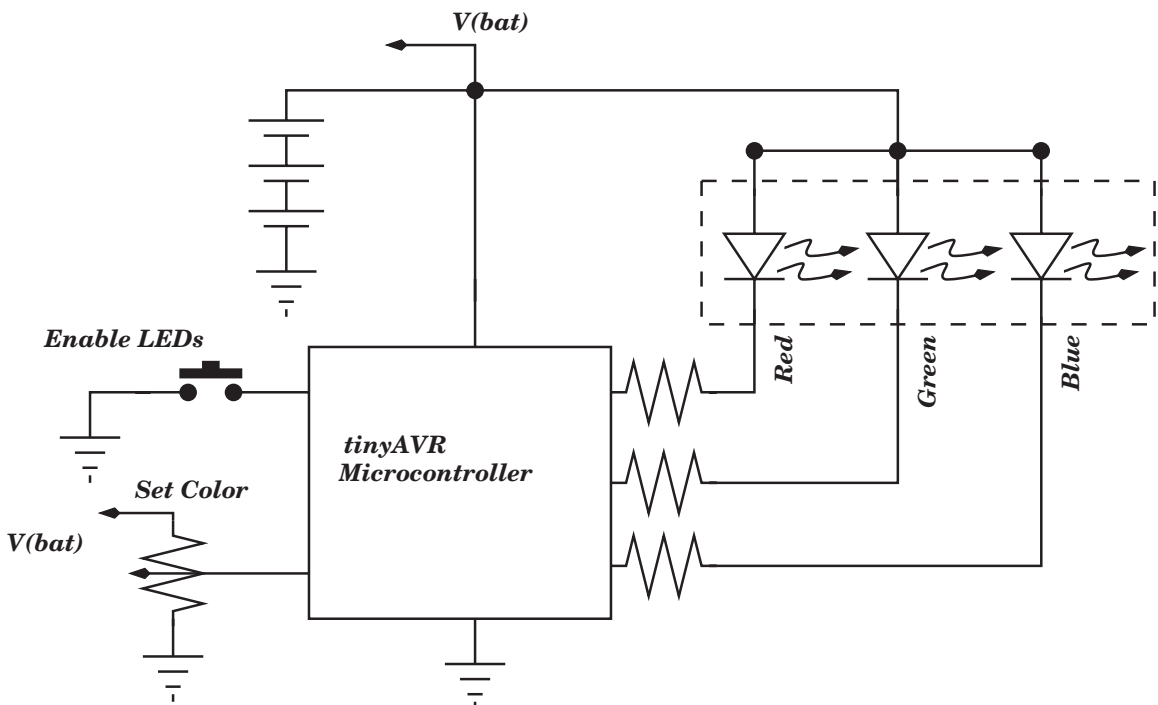 V(bat)
Enable LEDs
Red
Green
Blue
tinyAVR
Microcontroller
Set Color
V(bat)